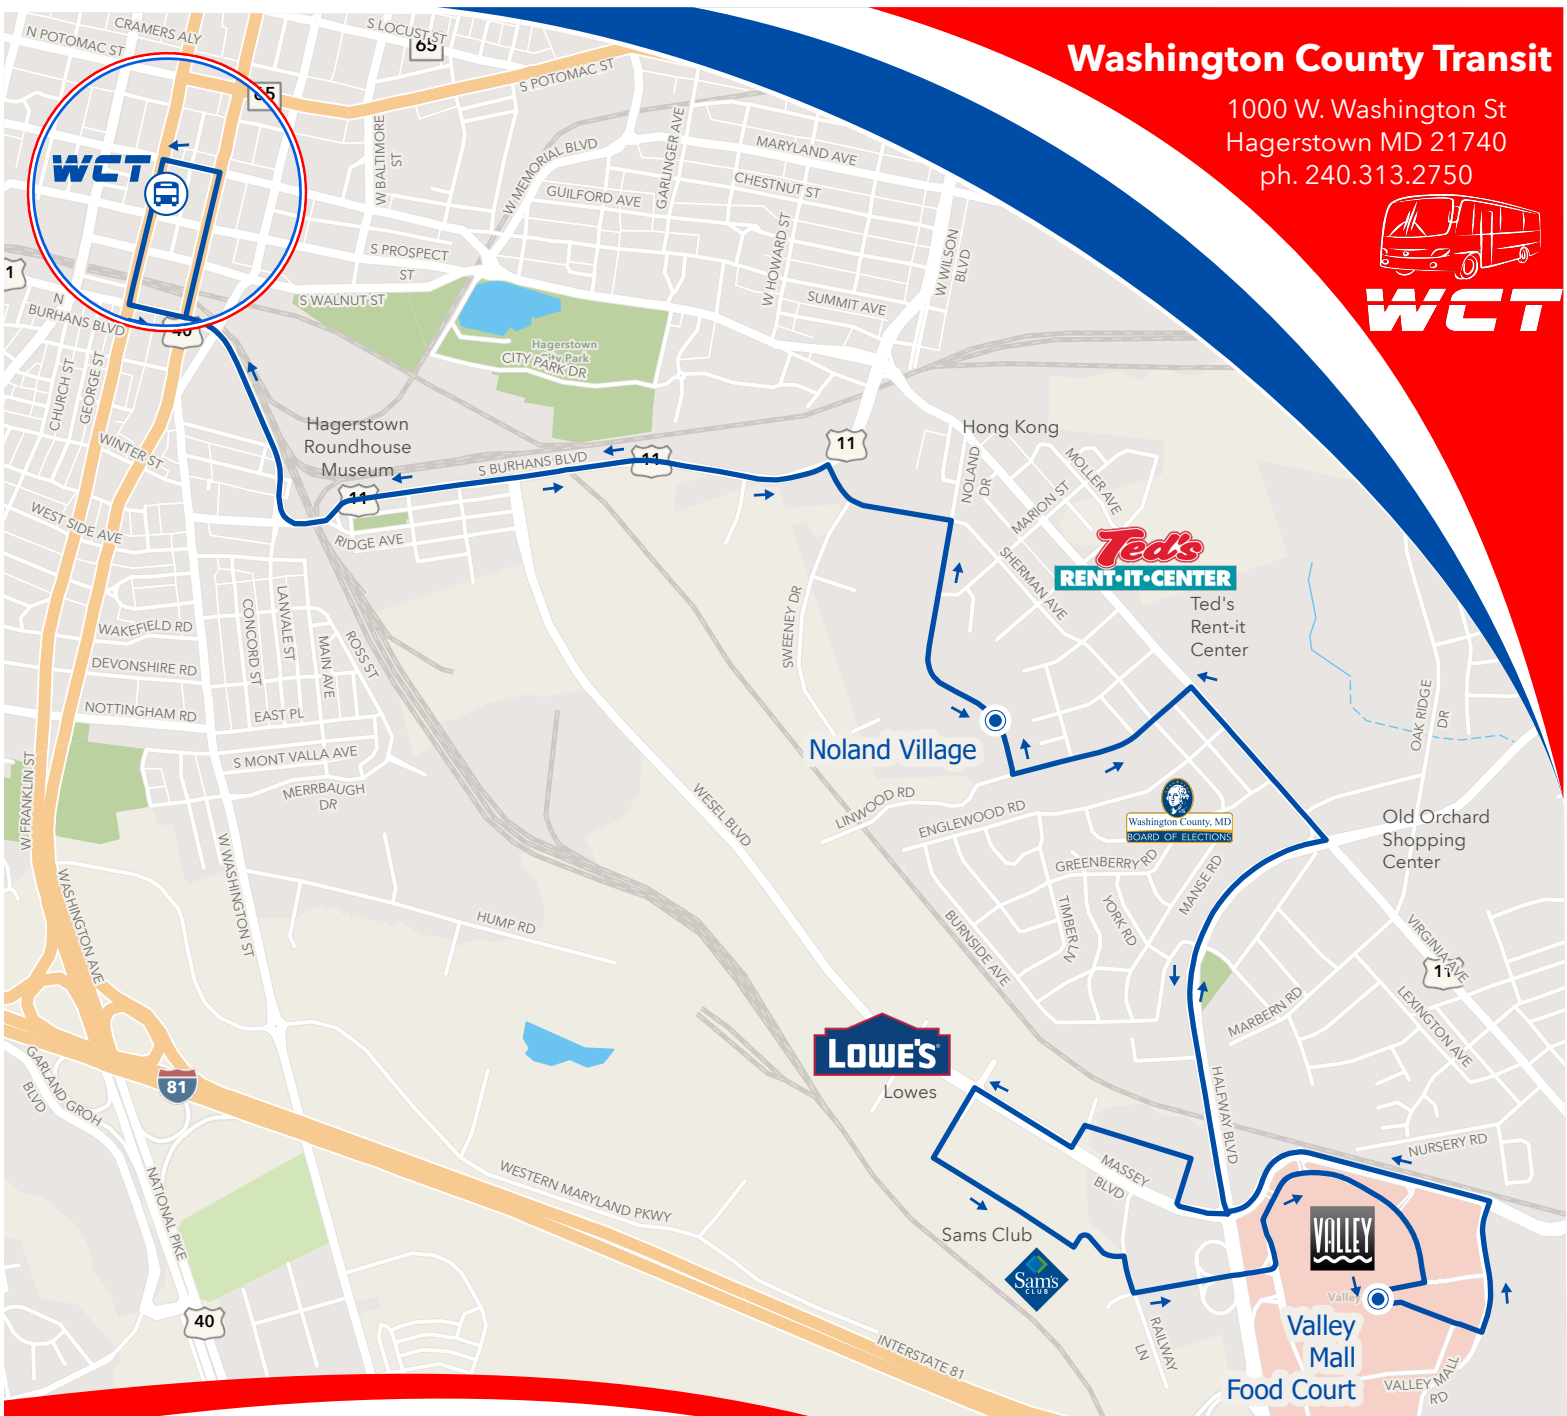 Washington County Transit
1000 W. Washington St
Hagerstown MD 21740
ph. 240.313.2750
WCT
CRAMERS ALY
N POTOMAC ST
S LOCUST ST
65
65
S POTOMAC ST
WCT
W BALTIMORE
ST
W MEMORIAL BLVD
GARLINGER AVE
MARYLAND AVE
CHESTNUT ST
GUILFORD AVE
S PROSPECT
ST
W HOWARD ST
W WILSON
BLVD
SUMMIT AVE
S WALNUT ST
1
N
BURHANS BLVD
40
Hagerstown
City Park
CITY PARK DR
CHURCH ST
GEORGE ST
WINTER ST
Hagerstown
Roundhouse
Museum
S BURHANS BLVD
11
11
11
Hong Kong
NOLAND
DR
MOLLER AVE
MARION ST
SHERMAN AVE
Ted's
RENT•IT•CENTER
Ted's
Rent-it
Center
WEST SIDE AVE
RIDGE AVE
WAKEFIELD RD
DEVONSHIRE RD
NOTTINGHAM RD
CONCORD ST
LANVALE ST
MAIN AVE
ROSS ST
EAST PL
S MONT VALLA AVE
MERRBAUGH
DR
SWEENEY DR
Noland Village
OAK RIDGE
DR
W FRANKLIN ST
WASHINGTON AVE
W WASHINGTON ST
HUMP RD
WESEL BLVD
LINWOOD RD
ENGLEWOOD RD
Washington County, MD
BOARD OF ELECTIONS
GREENBERRY RD
MANSE RD
TIMBER LN
YORK RD
BURNSIDE AVE
Old Orchard
Shopping
Center
VIRGINIA AVE
11
LEXINGTON AVE
MARBERN RD
HALFWAY BLVD
NURSERY RD
LOWE'S
Lowes
MASSEY
BLVD
Sams Club
Sam's
CLUB
81
GARLAND GROH
BLVD
NATIONAL PIKE
40
WESTERN MARYLAND PKWY
INTERSTATE 81
RAILWAY
LN
VALLEY
Valley
Valley
Mall
Food Court
VALLEY MALL
RD